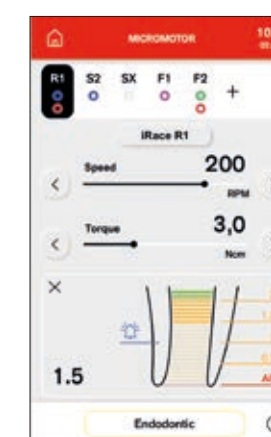 MICROMOTOR
10
R1 S2 SX F1 F2 +
iRace R1
Speed 200
RPM
Torque 3,0
Ncm
1.5
Endodontic